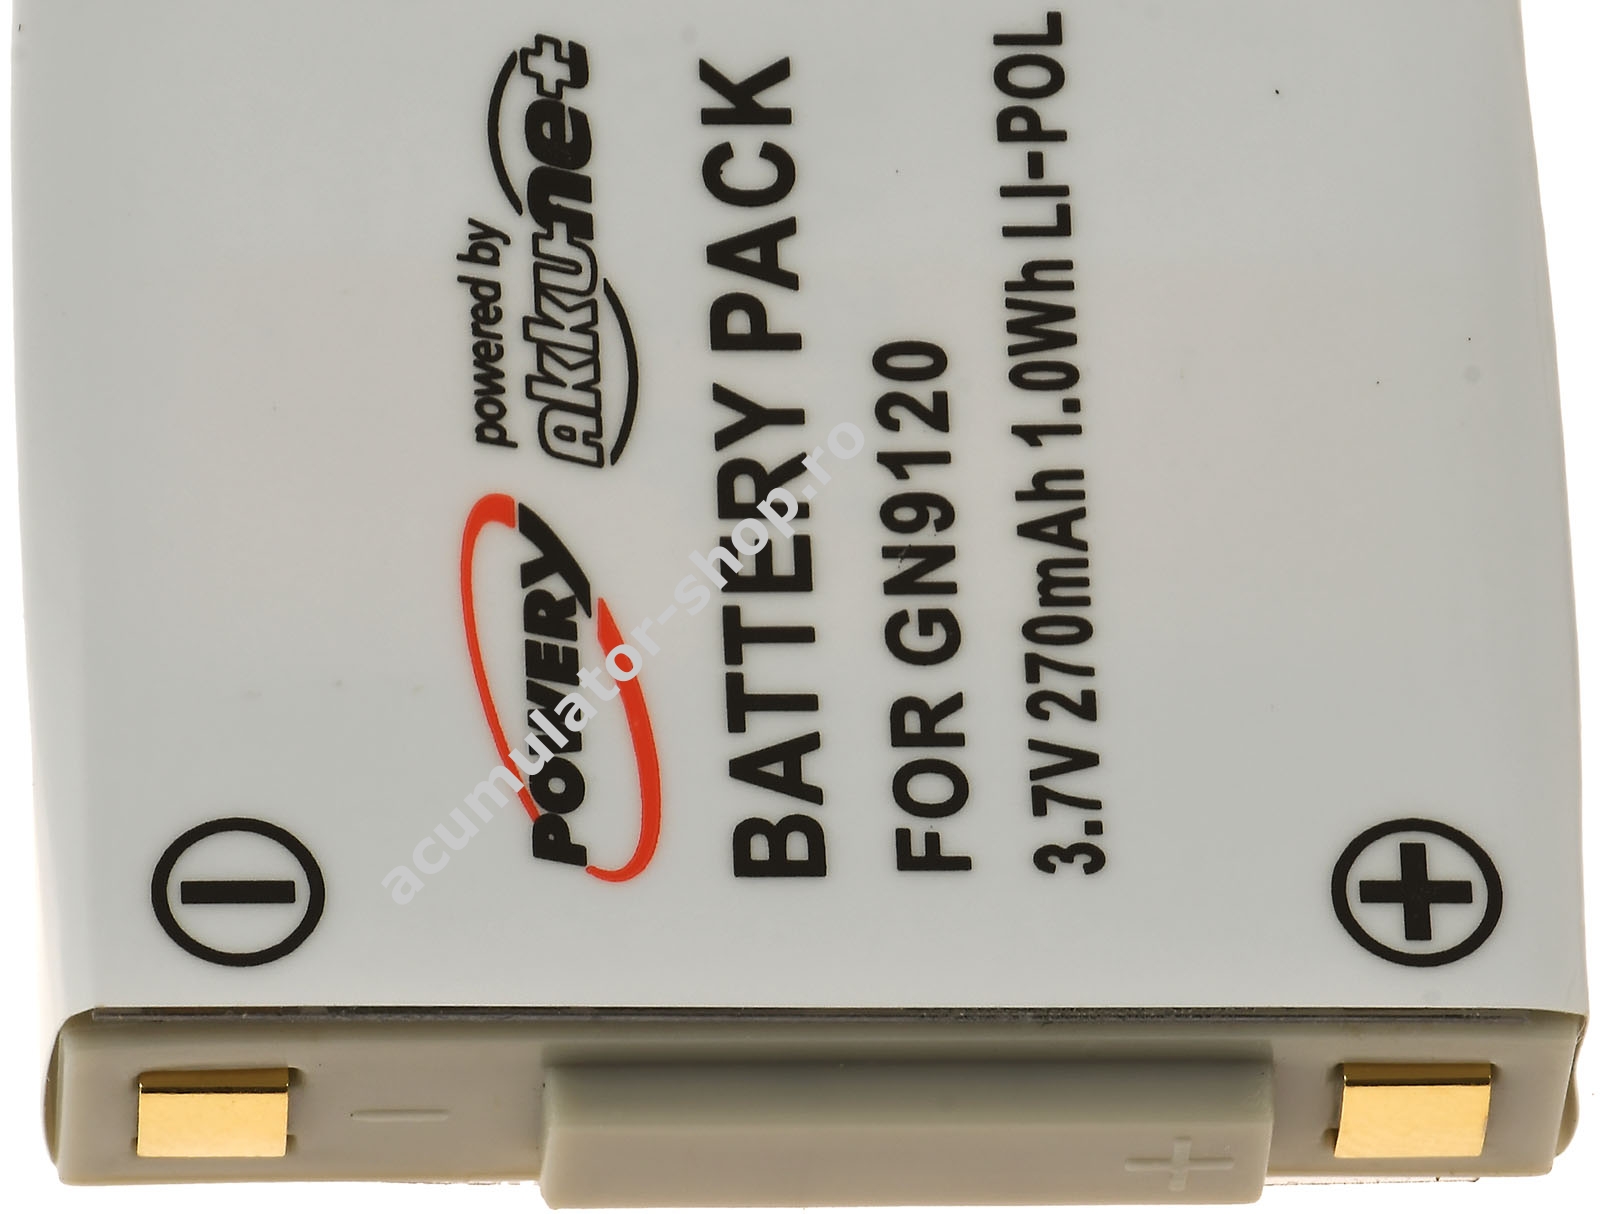 POWERY
powered by
akku-net
BATTERY PACK
FOR GN9120
3.7V 270mAh 1.0Wh LI-POL
acumulator-shop.ro